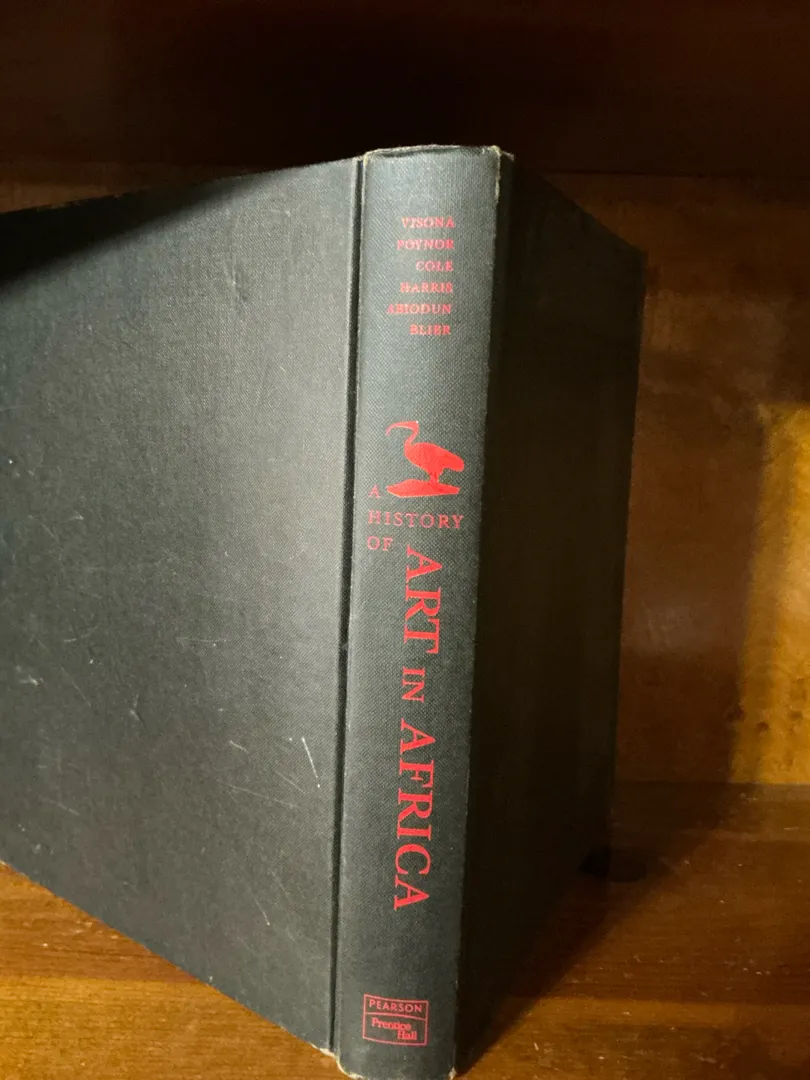 VISONÀ
POYNOR
COLE
HARRIS
ABIODUN
BLIER
A
HISTORY
OF
ART IN AFRICA
PEARSON
Prentice
Hall